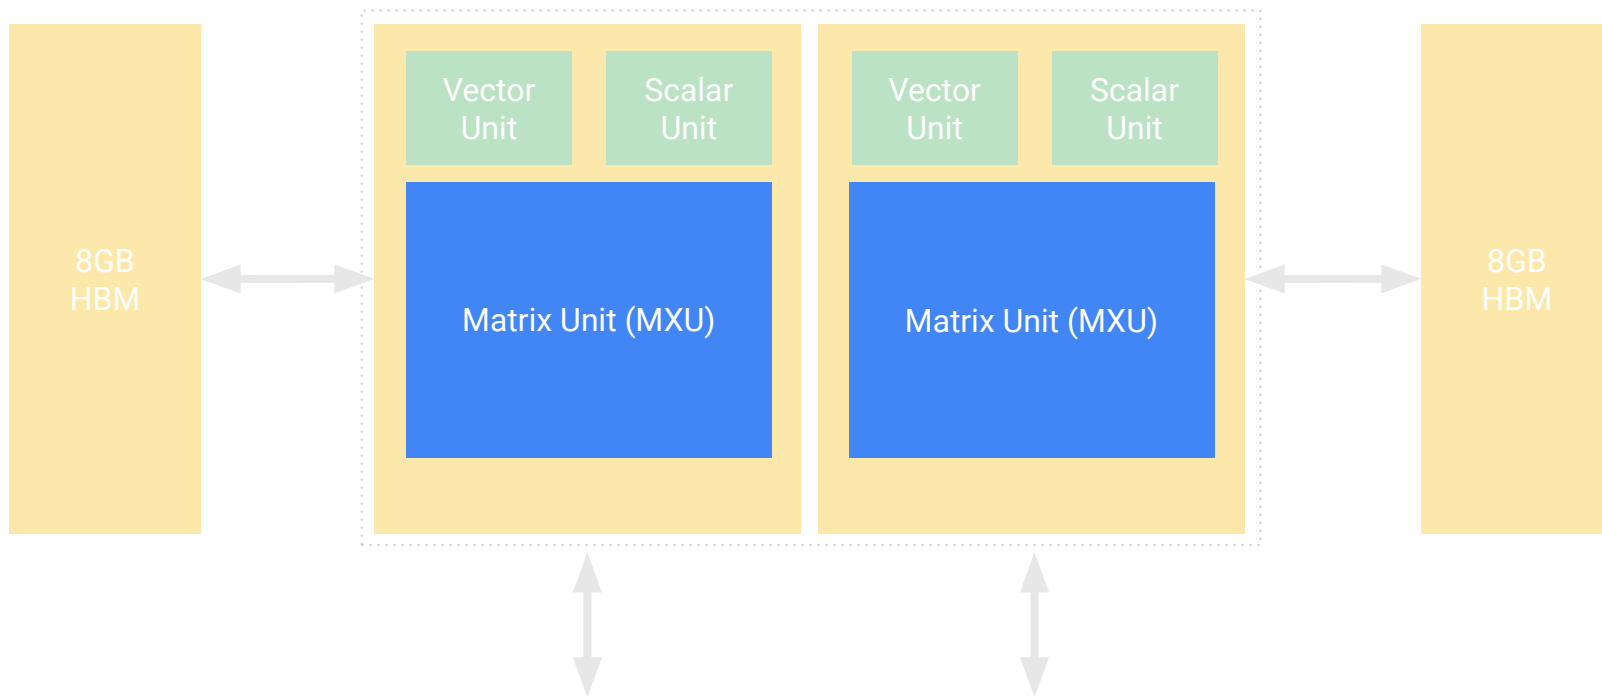 Vector
Unit
Scalar
Unit
Vector
Unit
Scalar
Unit
8GB
HBM
Matrix Unit (MXU)
Matrix Unit (MXU)
8GB
HBM